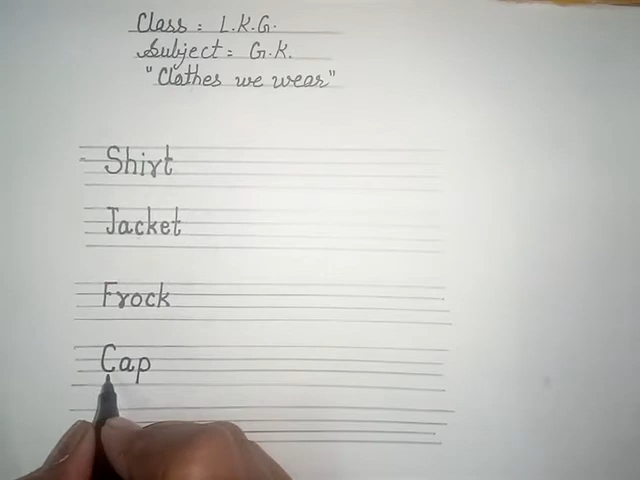 Class : L.K.G.
Subject = G.K.
"Clothes we wear"
Shirt
Jacket
Frock
Cap